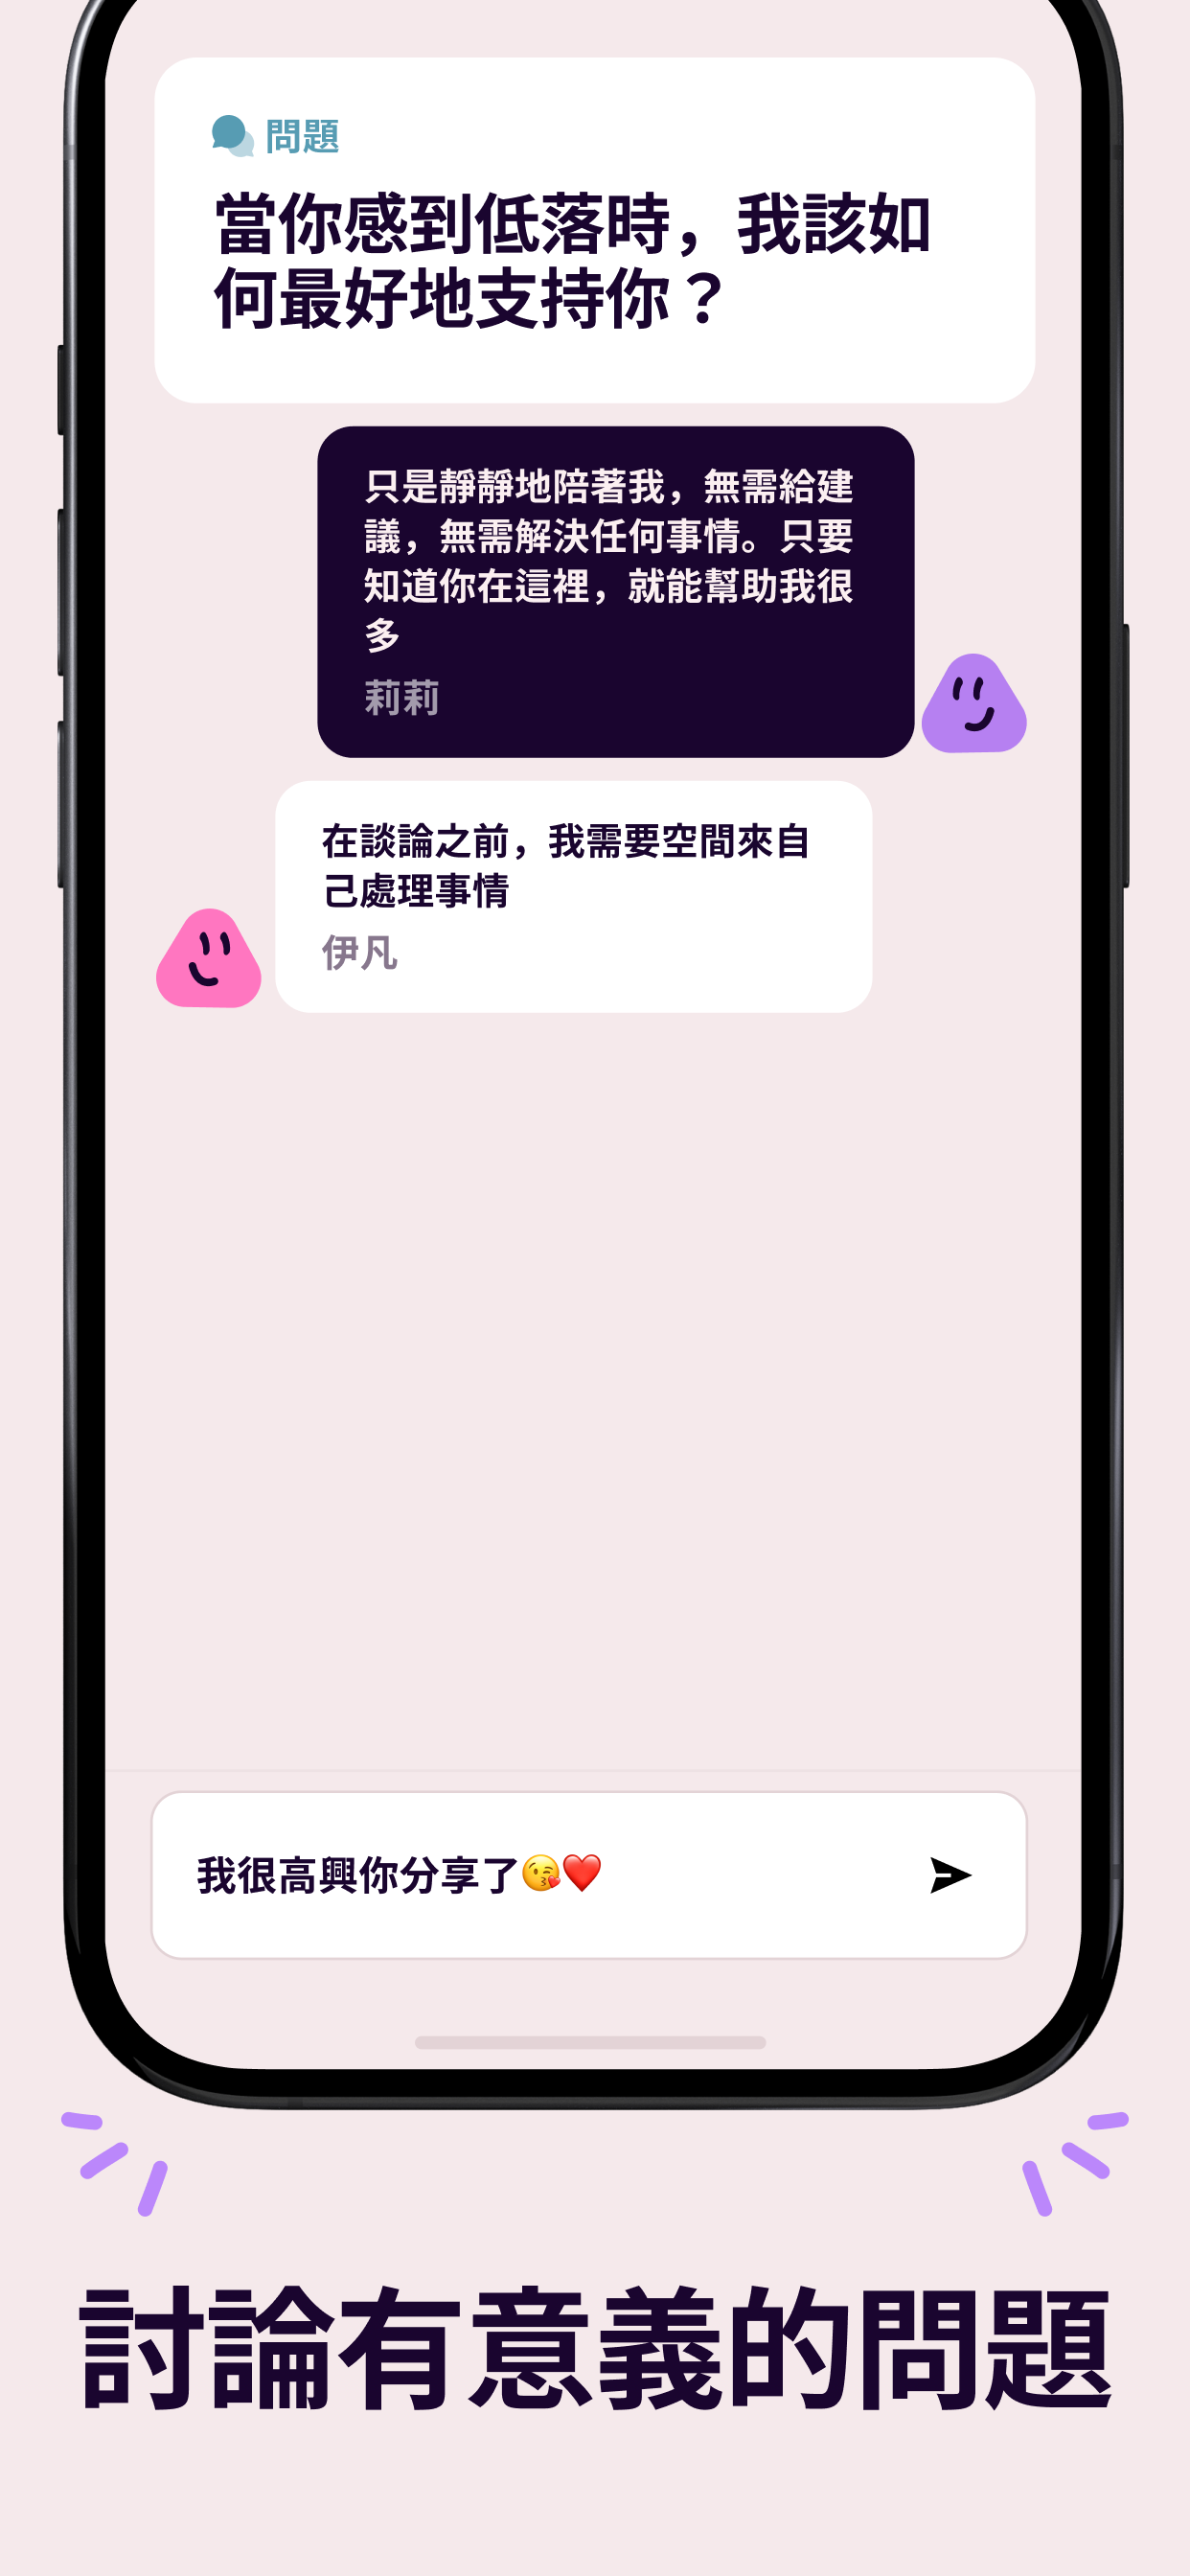 問題
當你感到低落時，我該如
何最好地支持你？
只是靜靜地陪著我，無需給建
議，無需解決任何事情。只要
知道你在這裡，就能幫助我很
多
莉莉
在談論之前，我需要空間來自
己處理事情
伊凡
我很高興你分享了😘❤️
討論有意義的問題